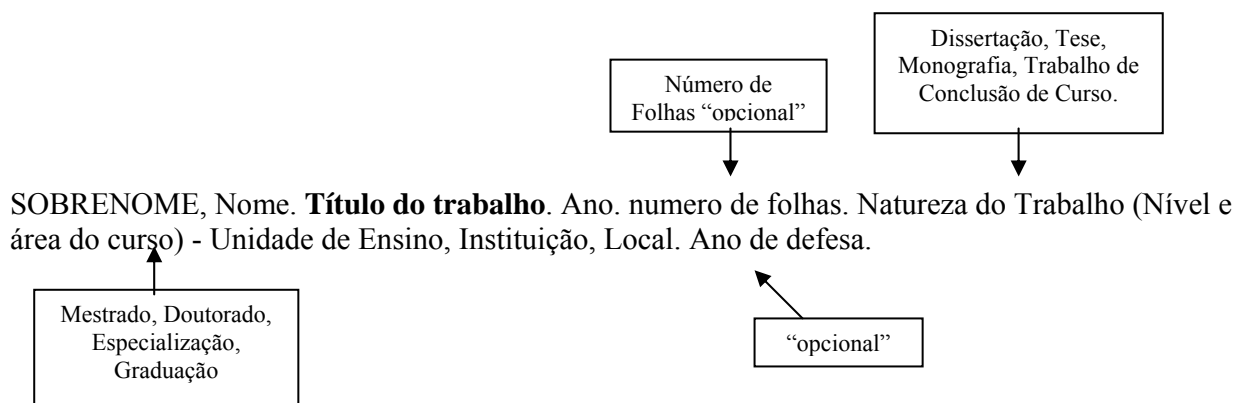 Dissertação, Tese,
Monografia, Trabalho de
Conclusão de Curso.
Número de
Folhas “opcional”
SOBRENOME, Nome. Título do trabalho. Ano. numero de folhas. Natureza do Trabalho (Nível e
área do curso) - Unidade de Ensino, Instituição, Local. Ano de defesa.
Mestrado, Doutorado,
Especialização,
Graduação
“opcional”